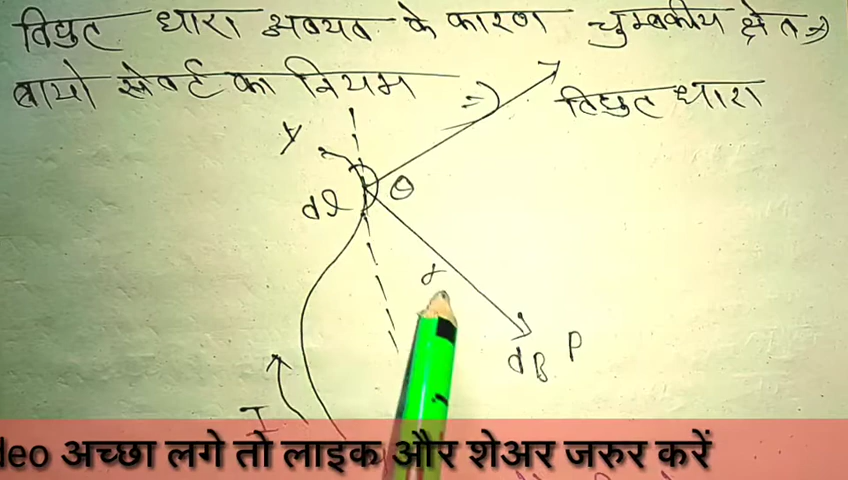 विद्युत धारा अवयव के कारण चुम्बकीय क्षेत्र ⇒
बायो सेवर्ट का नियम
विद्युत धारा
Y
θ
dl
r
dB P
I
deo अच्छा लगे तो लाइक और शेअर जरुर करें